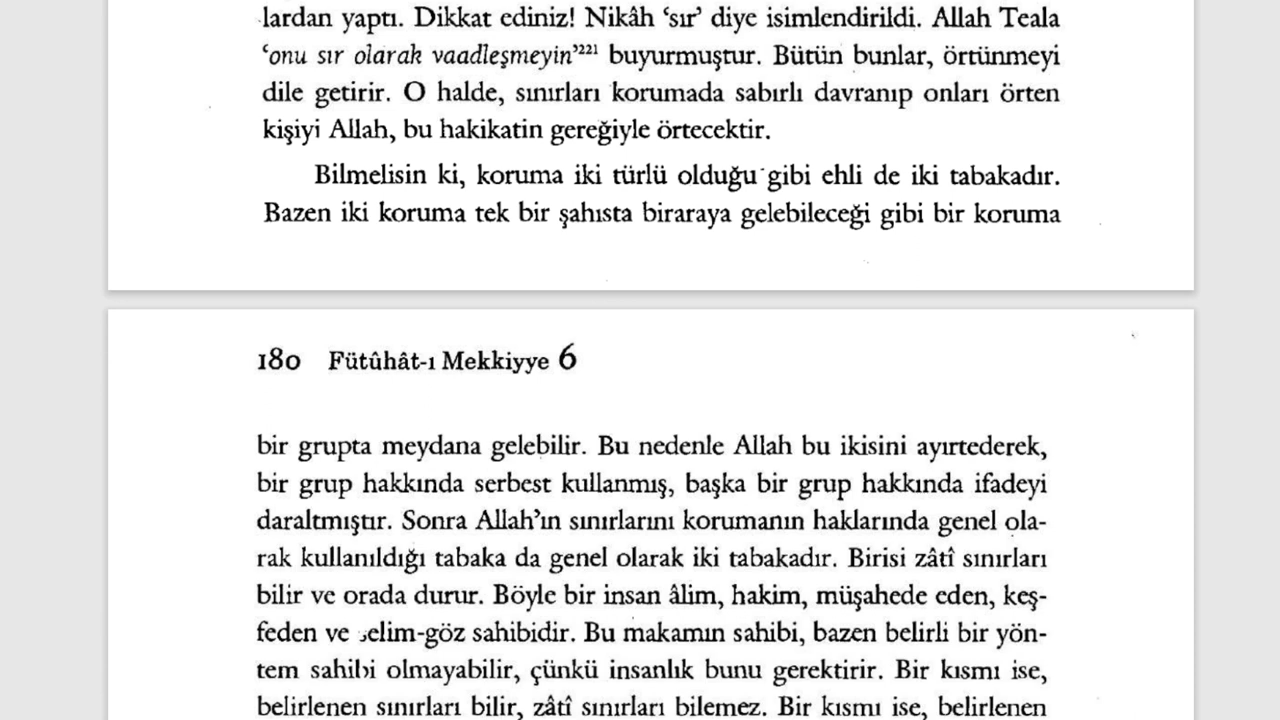 lardan yaptı. Dikkat ediniz! Nikâh ‘sır’ diye isimlendirildi. Allah Teala
‘onu sır olarak vaadleşmeyin’²²¹ buyurmuştur. Bütün bunlar, örtünmeyi
dile getirir. O halde, sınırları korumada sabırlı davranıp onları örten
kişiyi Allah, bu hakikatin gereğiyle örtecektir.
Bilmelisin ki, koruma iki türlü olduğu gibi ehli de iki tabakadır.
Bazen iki koruma tek bir şahısta biraraya gelebileceği gibi bir koruma
180 Fütûhât-ı Mekkiyye 6
bir grupta meydana gelebilir. Bu nedenle Allah bu ikisini ayırtederek,
bir grup hakkında serbest kullanmış, başka bir grup hakkında ifadeyi
daraltmıştır. Sonra Allah’ın sınırlarını korumanın haklarında genel ola-
rak kullanıldığı tabaka da genel olarak iki tabakadır. Birisi zâtî sınırları
bilir ve orada durur. Böyle bir insan âlim, hakim, müşahede eden, keş-
feden ve selim-göz sahibidir. Bu makamın sahibi, bazen belirli bir yön-
tem sahibi olmayabilir, çünkü insanlık bunu gerektirir. Bir kısmı ise,
belirlenen sınırları bilir, zâtî sınırları bilemez. Bir kısmı ise, belirlenen